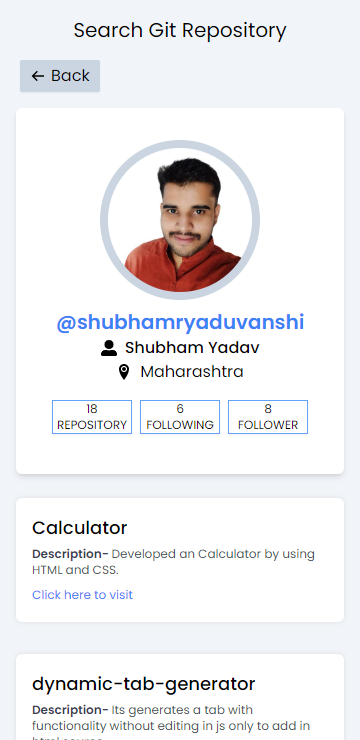 Search Git Repository
← Back
@shubhamryaduvanshi
Shubham Yadav
Maharashtra
18 6 8
REPOSITORY FOLLOWING FOLLOWER
Calculator
Description- Developed an Calculator by using
HTML and CSS.
Click here to visit
dynamic-tab-generator
Description- Its generates a tab with
functionality without editing in js only to add in
html source